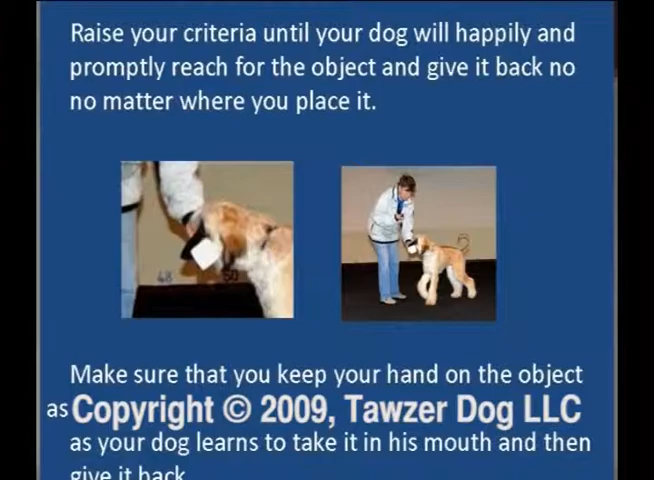 Raise your criteria until your dog will happily and
promptly reach for the object and give it back no
no matter where you place it.
48 50
Make sure that you keep your hand on the object
as
Copyright © 2009, Tawzer Dog LLC
as your dog learns to take it in his mouth and then
give it back